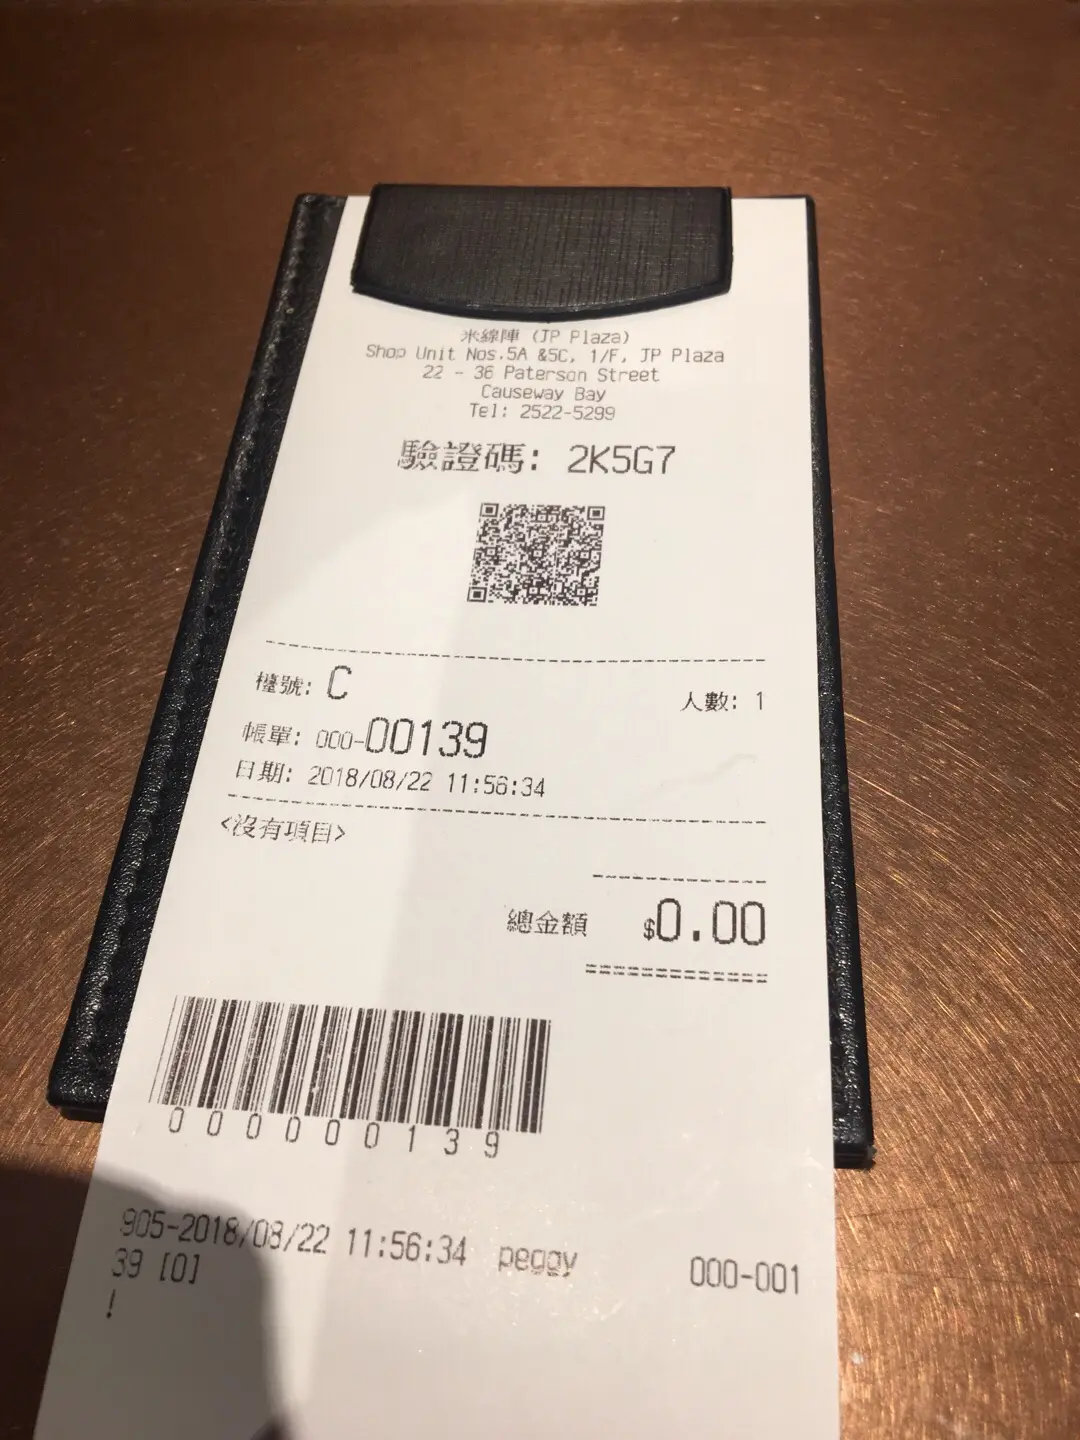 米線陣 (JP Plaza)
Shop Unit Nos.5A &5C, 1/F, JP Plaza
22 - 36 Paterson Street
Causeway Bay
Tel: 2522-5299
驗證碼: 2K5G7
檯號: C
人數: 1
帳單: 000-00139
日期: 2018/08/22 11:56:34
<沒有項目>
總金額 $0.00
000000139
905-2018/08/22 11:56:34 peggy 000-001
39 [0]
!